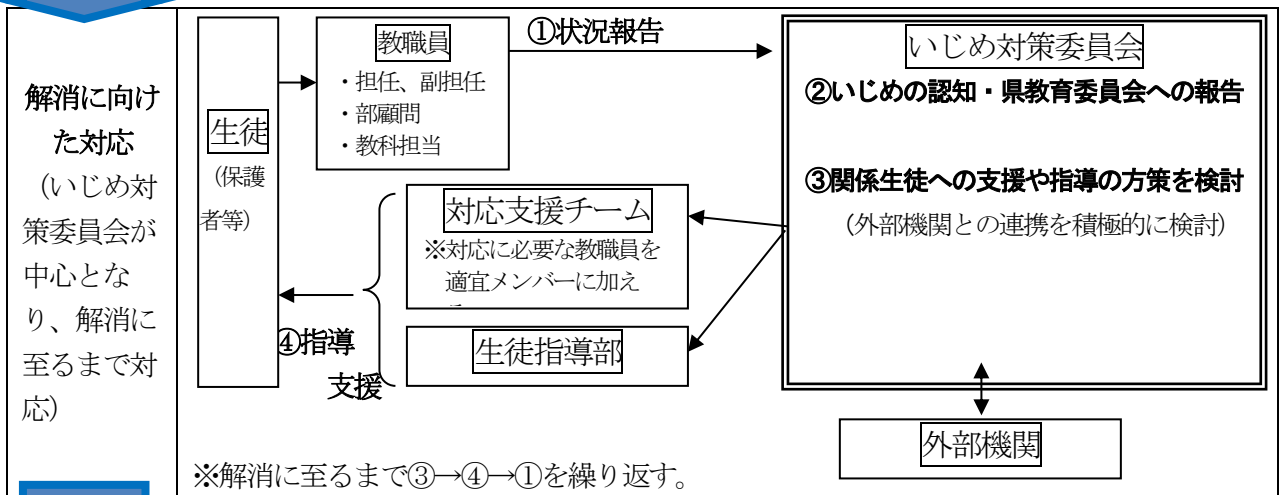 解消に向け
た対応
（いじめ対
策委員会が
中心とな
り、解消に
至るまで対
応）
生徒
（保護
者等）
教職員
・担任、副担任
・部顧問
・教科担当
①状況報告
いじめ対策委員会
②いじめの認知・県教育委員会への報告
③関係生徒への支援や指導の方策を検討
（外部機関との連携を積極的に検討）
対応支援チーム
※対応に必要な教職員を
適宜メンバーに加え
生徒指導部
④指導
支援
外部機関
※解消に至るまで③→④→①を繰り返す。